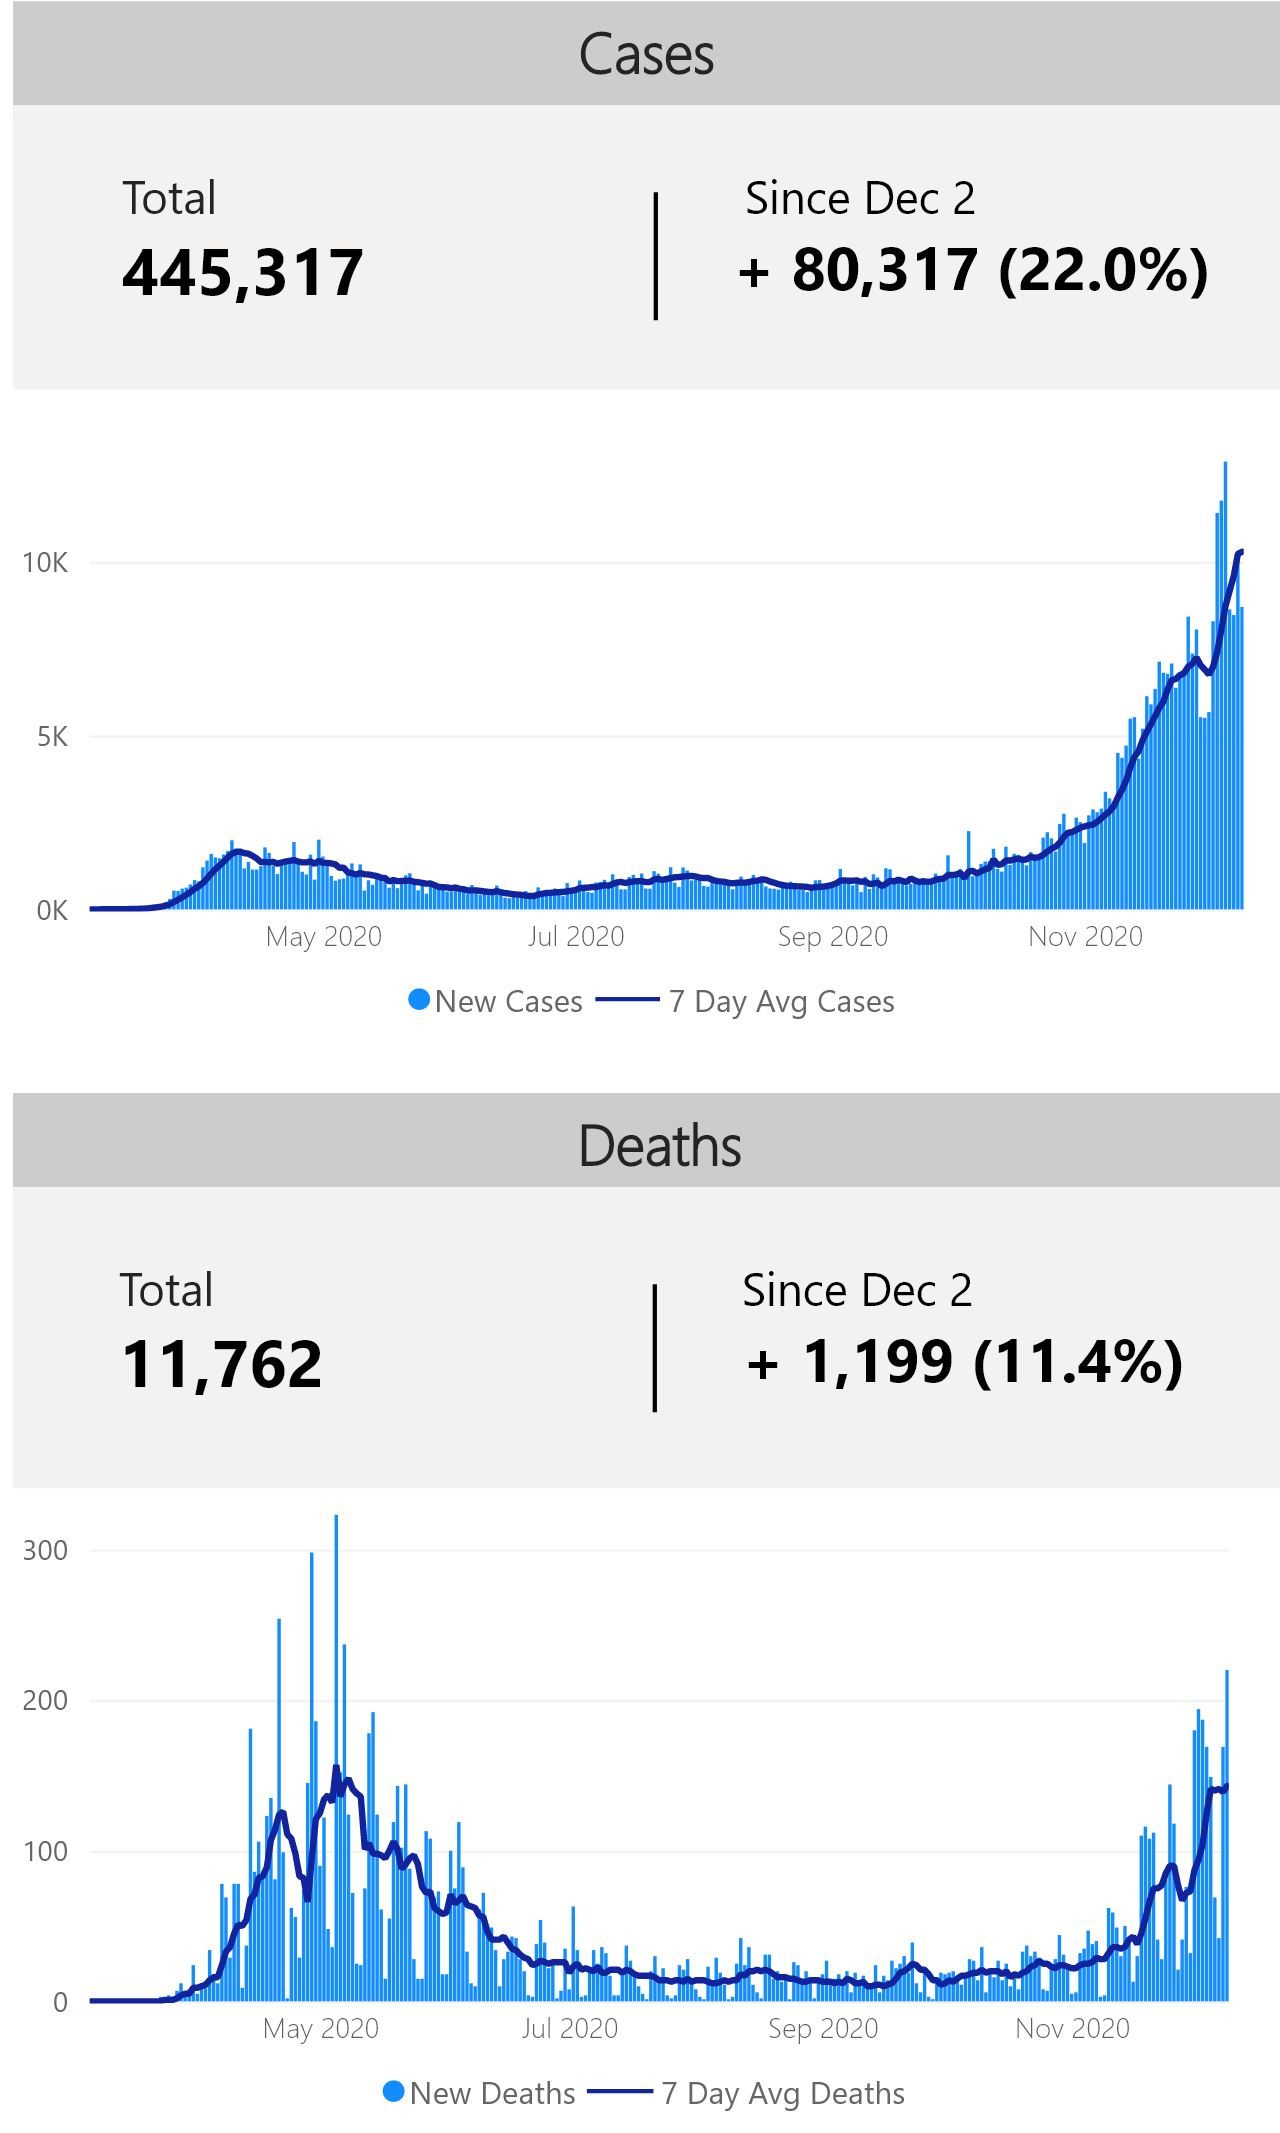 Cases
Total
Since Dec 2
445,317
+ 80,317 (22.0%)
10K
5K
0K
May 2020
Jul 2020
Sep 2020
Nov 2020
New Cases
7 Day Avg Cases
Deaths
Total
Since Dec 2
11,762
+ 1,199 (11.4%)
300
200
100
0
May 2020
Jul 2020
Sep 2020
Nov 2020
New Deaths
7 Day Avg Deaths